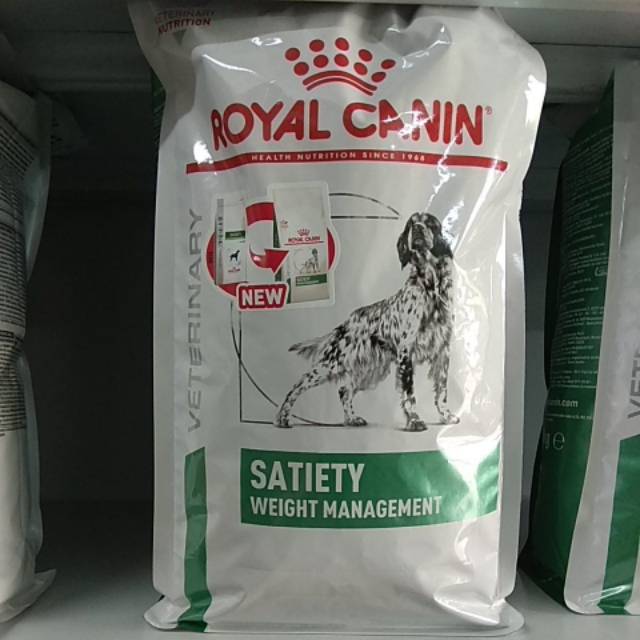 VETERINARY
NUTRITION
ROYAL CANIN®
HEALTH NUTRITION SINCE 1968
VETERINARY
ROYAL CANIN
NEW
SATIETY
WEIGHT MANAGEMENT